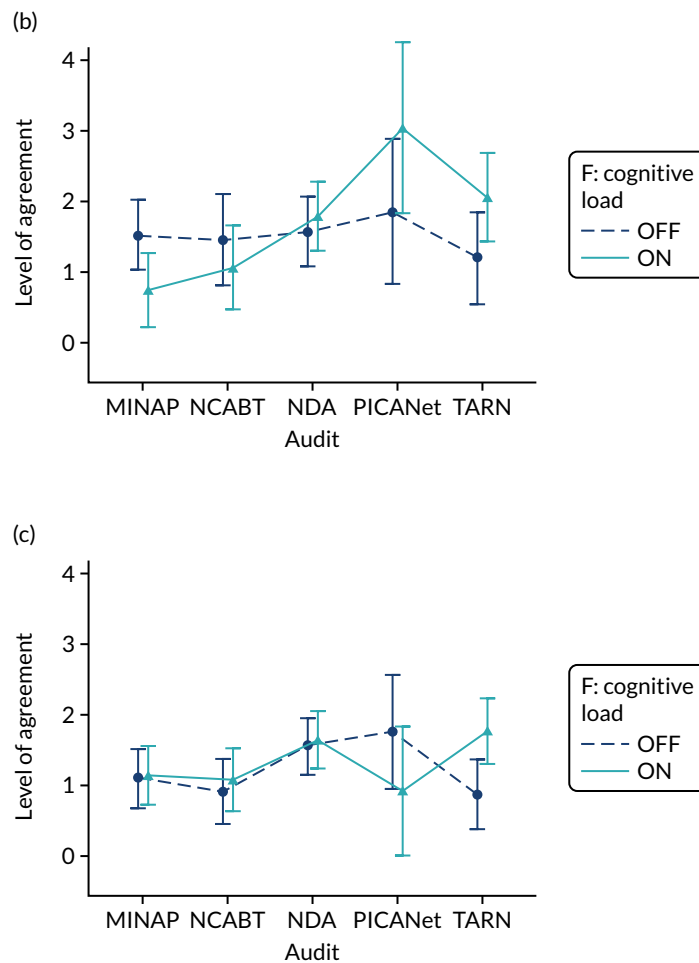 (b)
4
3
2
1
0
Level of agreement
MINAP NCABT NDA PICANet TARN
Audit
F: cognitive
load
OFF
ON
(c)
4
3
2
1
0
Level of agreement
MINAP NCABT NDA PICANet TARN
Audit
F: cognitive
load
OFF
ON